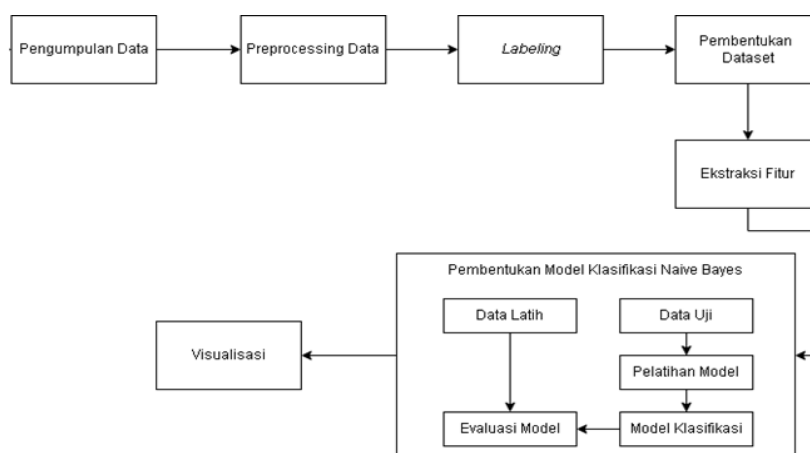 Pengumpulan Data
Preprocessing Data
Labeling
Pembentukan
Dataset
Ekstraksi Fitur
Pembentukan Model Klasifikasi Naive Bayes
Data Latih
Data Uji
Visualisasi
Pelatihan Model
Evaluasi Model
Model Klasifikasi